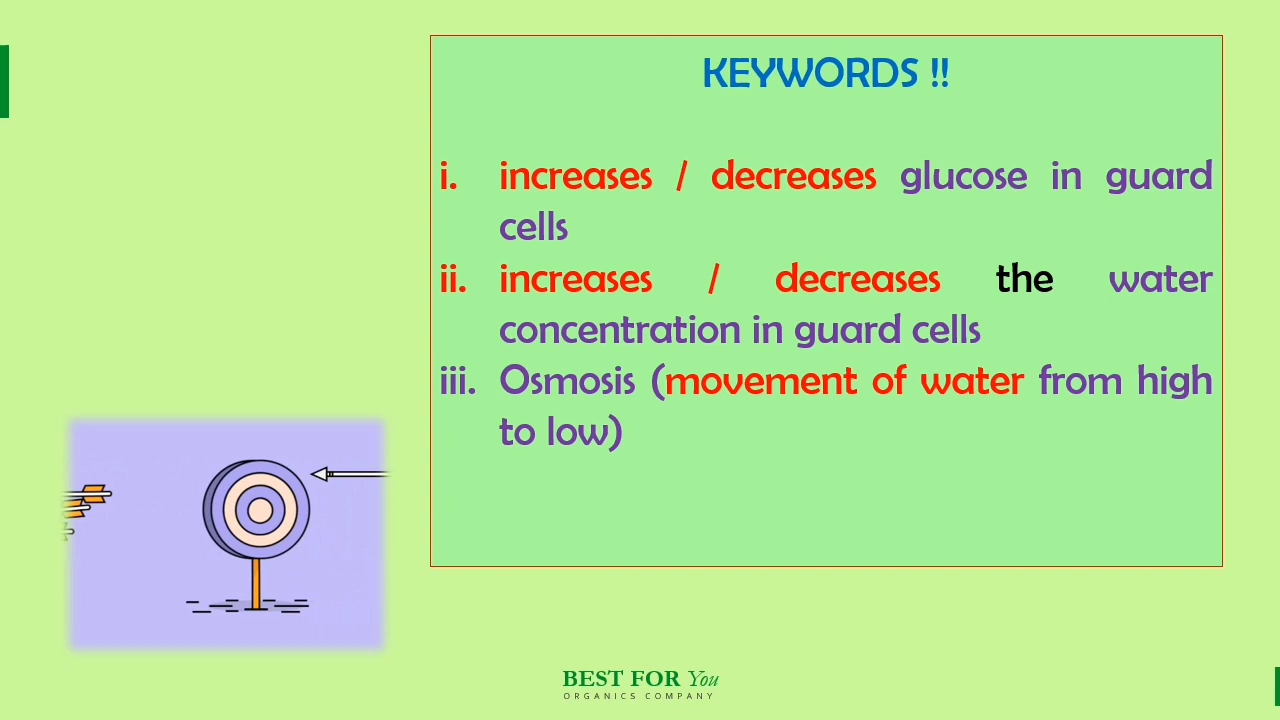 KEYWORDS !!
i. increases / decreases glucose in guard
cells
ii. increases / decreases the water
concentration in guard cells
iii. Osmosis (movement of water from high
to low)
BEST FOR You
ORGANICS COMPANY